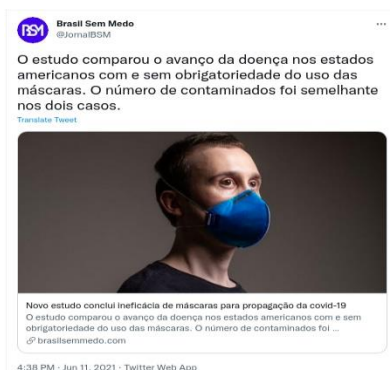 BSM
Brasil Sem Medo
@JornalBSM
O estudo comparou o avanço da doença nos estados
americanos com e sem obrigatoriedade do uso das
máscaras. O número de contaminados foi semelhante
nos dois casos.
Translate Tweet
Novo estudo conclui ineficácia de máscaras para propagação da covid-19
O estudo comparou o avanço da doença nos estados americanos com e sem
obrigatoriedade do uso das máscaras. O número de contaminados foi ...
brasilsemmedo.com
4:38 PM · Jun 11, 2021 · Twitter Web App